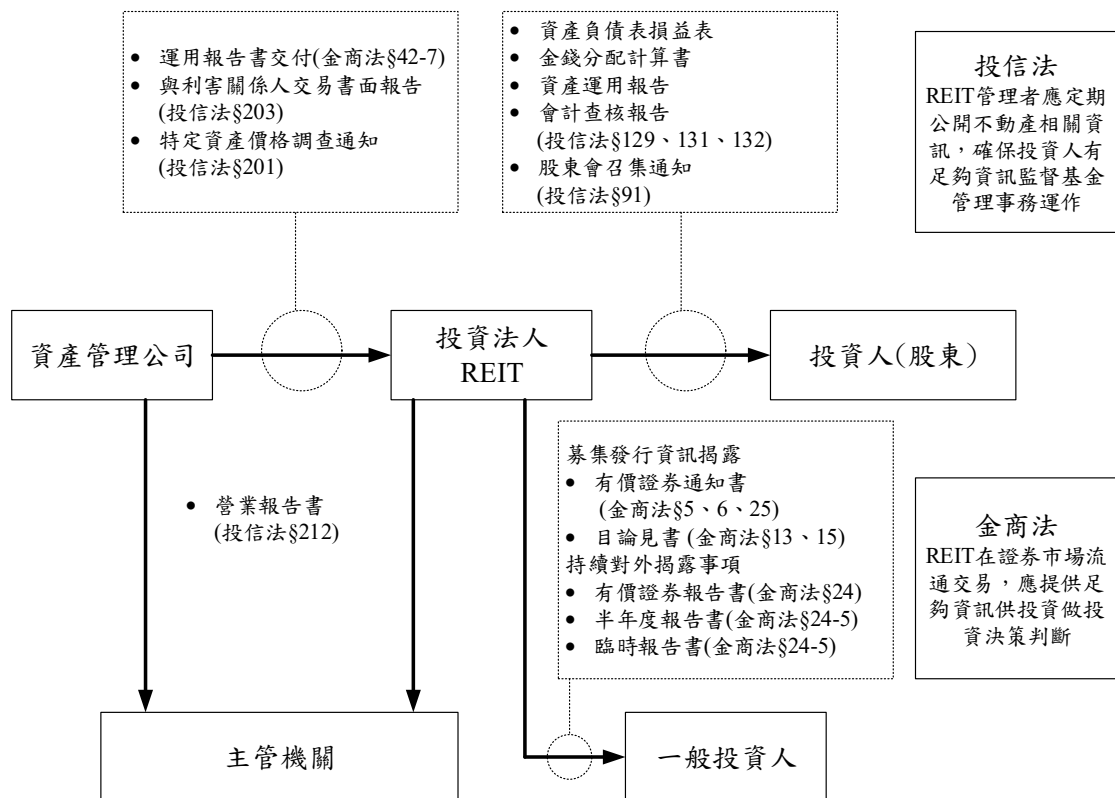 • 運用報告書交付(金商法§42-7)
• 與利害關係人交易書面報告
(投信法§203)
• 特定資產價格調查通知
(投信法§201)
• 資產負債表損益表
• 金錢分配計算書
• 資產運用報告
• 會計查核報告
(投信法§129、131、132)
• 股東會召集通知
(投信法§91)
投信法
REIT管理者應定期
公開不動產相關資
訊，確保投資人有
足夠資訊監督基金
管理事務運作
資產管理公司
投資法人
REIT
投資人(股東)
• 營業報告書
(投信法§212)
募集發行資訊揭露
• 有價證券通知書
(金商法§5、6、25)
• 目論見書 (金商法§13、15)
持續對外揭露事項
• 有價證券報告書(金商法§24)
• 半年度報告書(金商法§24-5)
• 臨時報告書(金商法§24-5)
金商法
REIT在證券市場流
通交易，應提供足
夠資訊供投資做投
資決策判斷
主管機關
一般投資人